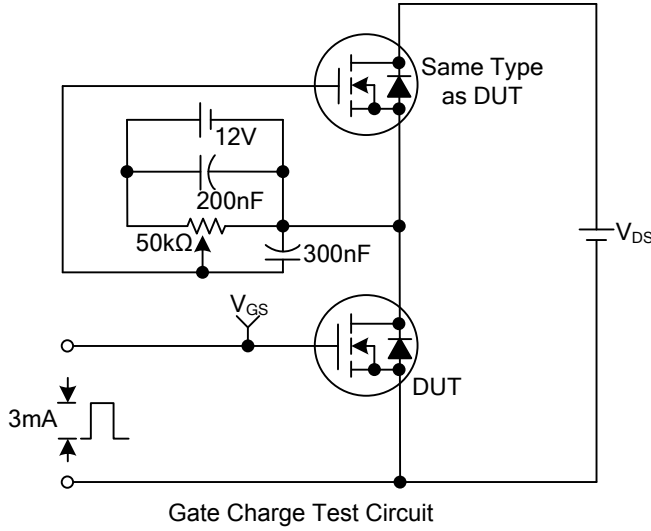 Same Type
as DUT
12V
200nF
50kΩ
300nF
VDS
VGS
DUT
3mA
Gate Charge Test Circuit